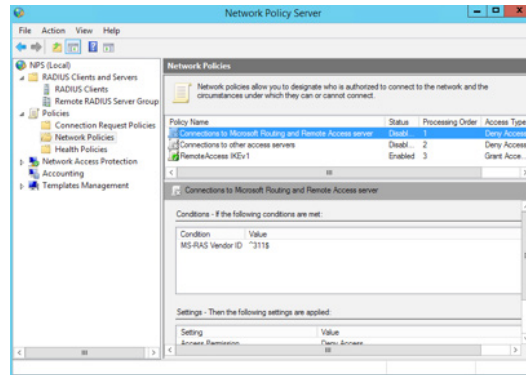 Network Policy Server
File Action View Help
NPS (Local)
RADIUS Clients and Servers
RADIUS Clients
Remote RADIUS Server Group
Policies
Connection Request Policies
Network Policies
Health Policies
Network Access Protection
Accounting
Templates Management
Network Policies
Network policies allow you to designate who is authorized to connect to the network and the
circumstances under which they can or cannot connect.
Policy Name Status Processing Order Access Type
Connections to Microsoft Routing and Remote Access server Disabl... 1 Deny Access
Connections to other access servers Disabl... 2 Deny Access
RemoteAccess IKEv1 Enabled 3 Grant Acce...
Connections to Microsoft Routing and Remote Access server
Conditions - If the following conditions are met:
Condition Value
MS-RAS Vendor ID ^311$
Settings - Then the following settings are applied:
Setting Value
Access Permission Deny Access